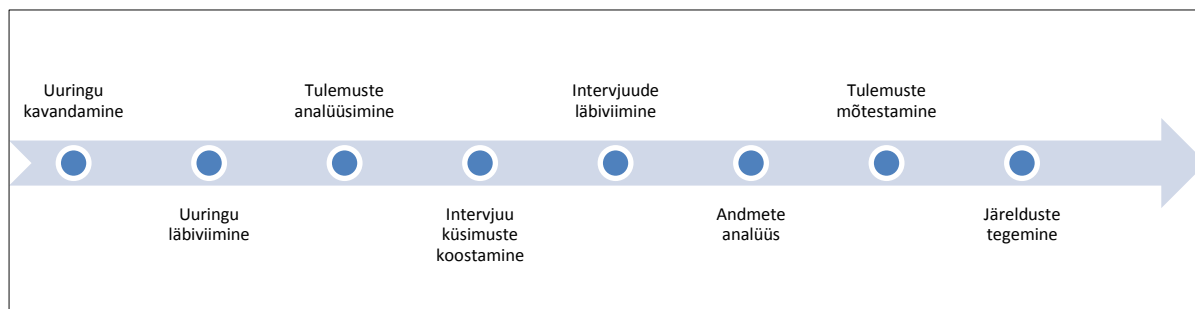 Uuringu
kavandamine
Uuringu
läbiviimine
Tulemuste
analüüsimine
Intervjuu
küsimuste
koostamine
Intervjuude
läbiviimine
Andmete
analüüs
Tulemuste
mõtestamine
Järelduste
tegemine